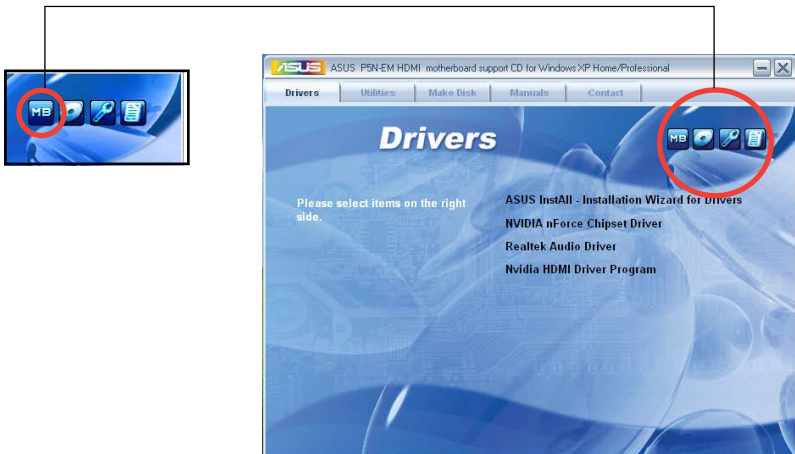 ASUS ASUS P5N-EM HDMI motherboard support CD for Windows XP Home/Professional
Drivers Utilities Make Disk Manuals Contact
MB
Drivers
MB
Please select items on the right
side.
ASUS InstAll - Installation Wizard for Drivers
NVIDIA nForce Chipset Driver
Realtek Audio Driver
Nvidia HDMI Driver Program